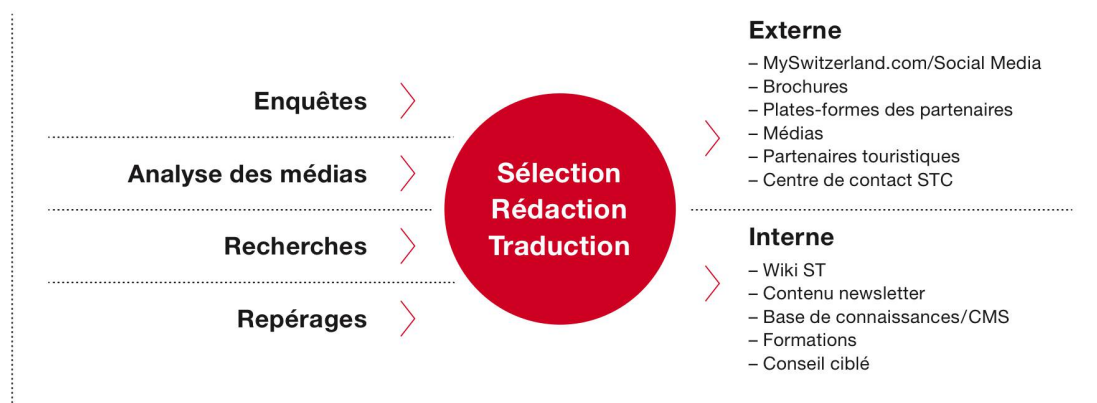 Enquêtes
Analyse des médias
Recherches
Repérages
Sélection
Rédaction
Traduction
Externe
– MySwitzerland.com/Social Media
– Brochures
– Plates-formes des partenaires
– Médias
– Partenaires touristiques
– Centre de contact STC
Interne
– Wiki ST
– Contenu newsletter
– Base de connaissances/CMS
– Formations
– Conseil ciblé